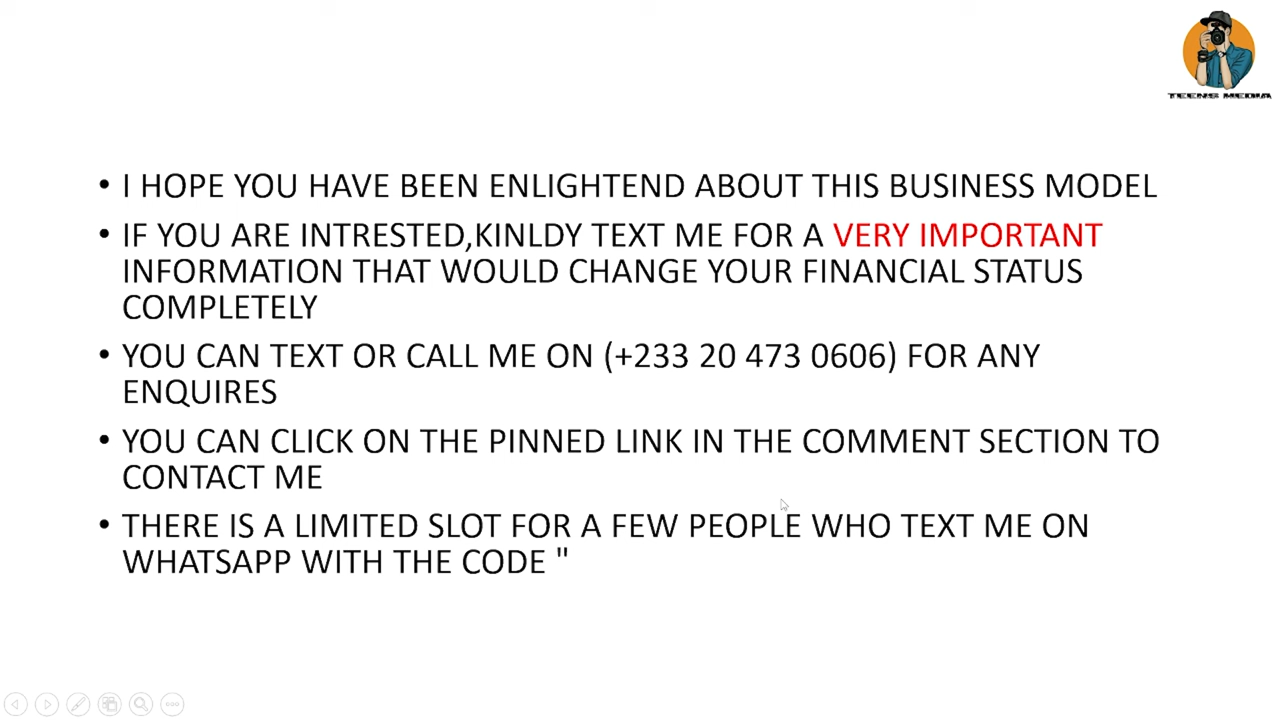 TEENS MEDIA
• I HOPE YOU HAVE BEEN ENLIGHTEND ABOUT THIS BUSINESS MODEL
• IF YOU ARE INTRESTED,KINLDY TEXT ME FOR A VERY IMPORTANT
INFORMATION THAT WOULD CHANGE YOUR FINANCIAL STATUS
COMPLETELY
• YOU CAN TEXT OR CALL ME ON (+233 20 473 0606) FOR ANY
ENQUIRES
• YOU CAN CLICK ON THE PINNED LINK IN THE COMMENT SECTION TO
CONTACT ME
• THERE IS A LIMITED SLOT FOR A FEW PEOPLE WHO TEXT ME ON
WHATSAPP WITH THE CODE "